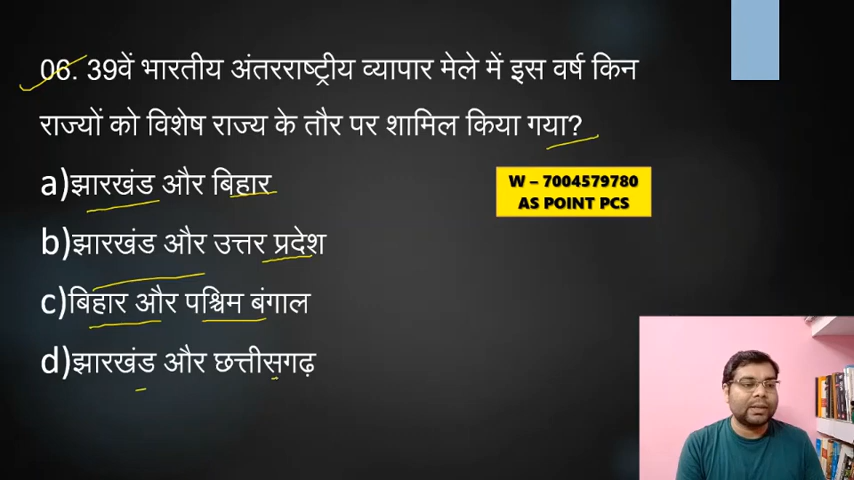 06. 39वें भारतीय अंतरराष्ट्रीय व्यापार मेले में इस वर्ष किन
राज्यों को विशेष राज्य के तौर पर शामिल किया गया?
a)झारखंड और बिहार
W – 7004579780
AS POINT PCS
b)झारखंड और उत्तर प्रदेश
c)बिहार और पश्चिम बंगाल
d)झारखंड और छत्तीसगढ़